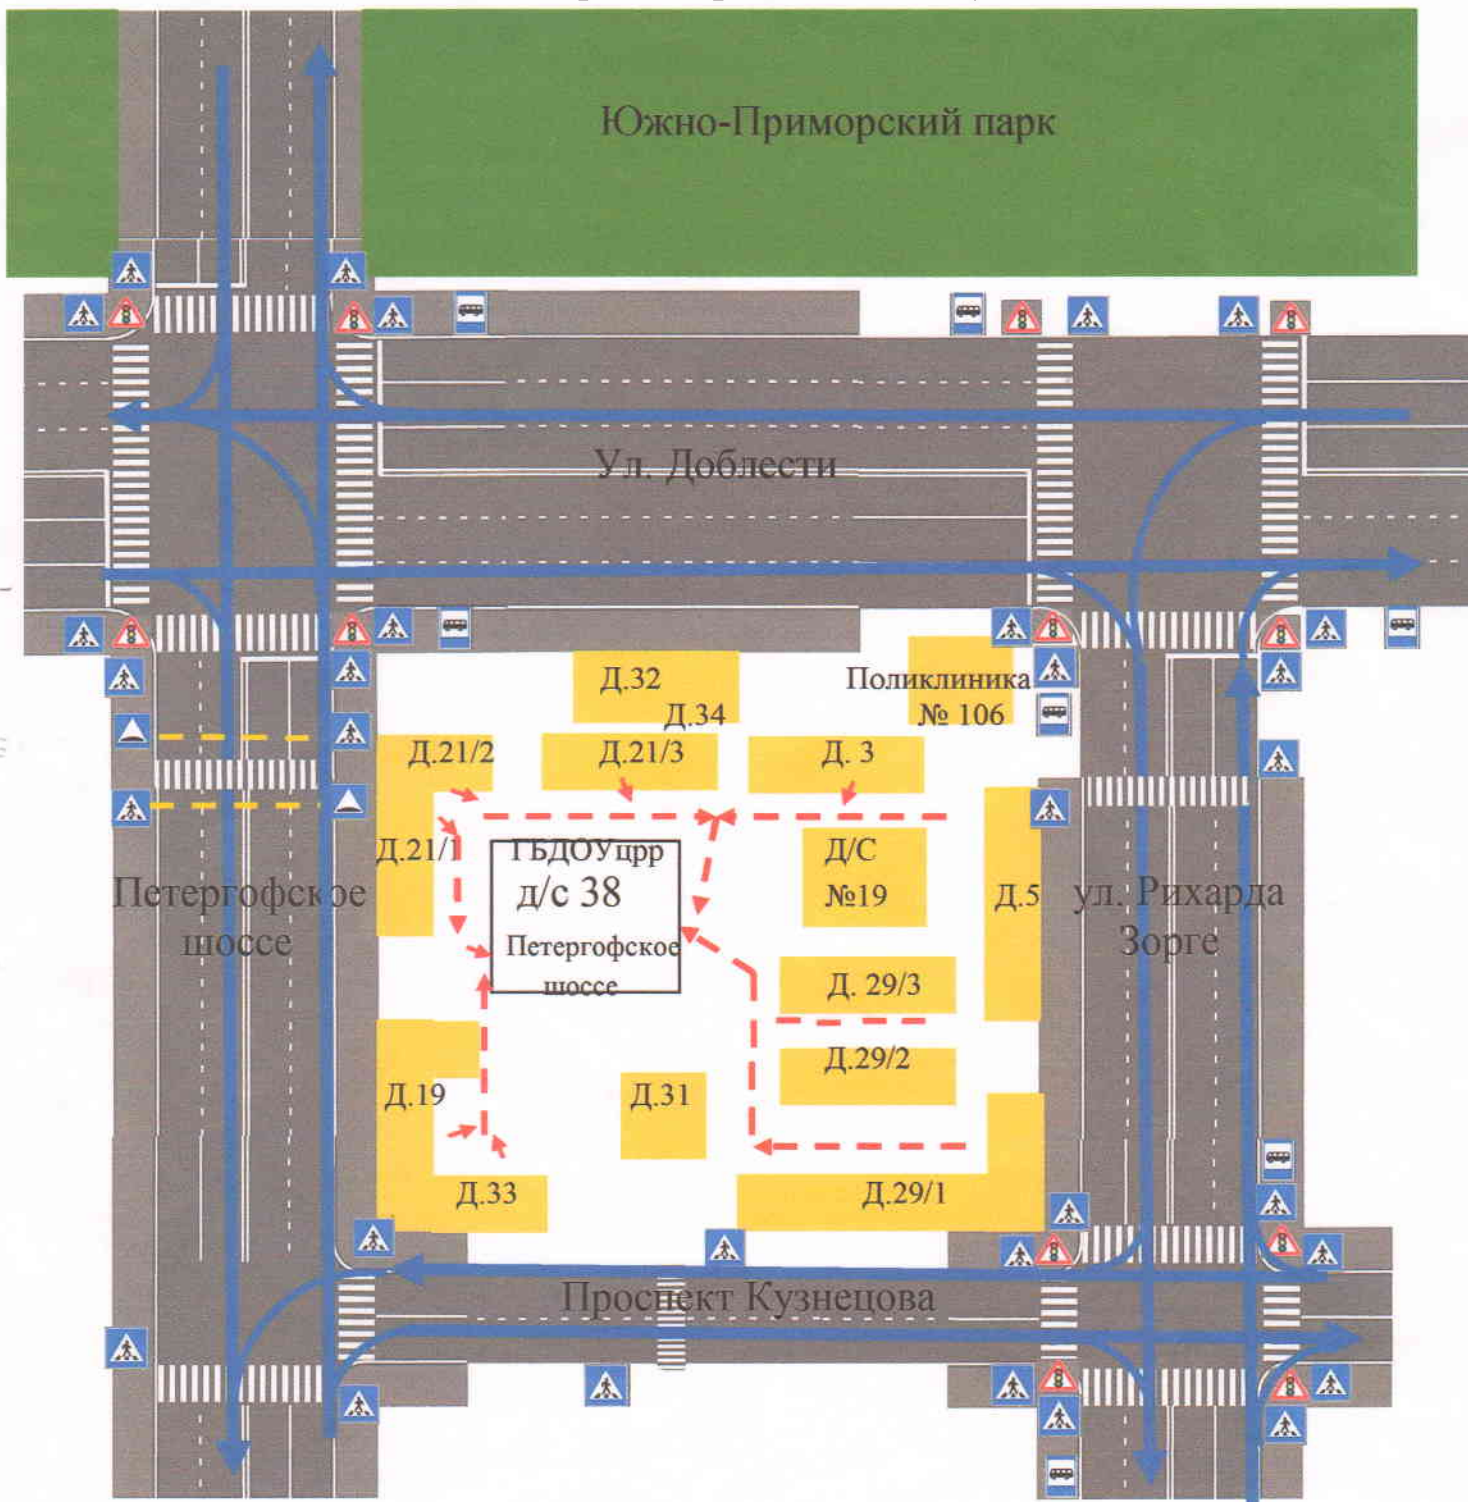 Южно-Приморский парк
Ул. Доблести
Д.32
Д.34
Поликлиника
№ 106
Д.21/2
Д.21/3
Д. 3
Д.21/1
ГБДОУцрр
д/с 38
Петергофское
шоссе
Д/С
№19
Д.5
Петергофское
шоссе
ул. Рихарда
Зорге
Д. 29/3
Д.29/2
Д.19
Д.31
Д.33
Д.29/1
Проспект Кузнецова